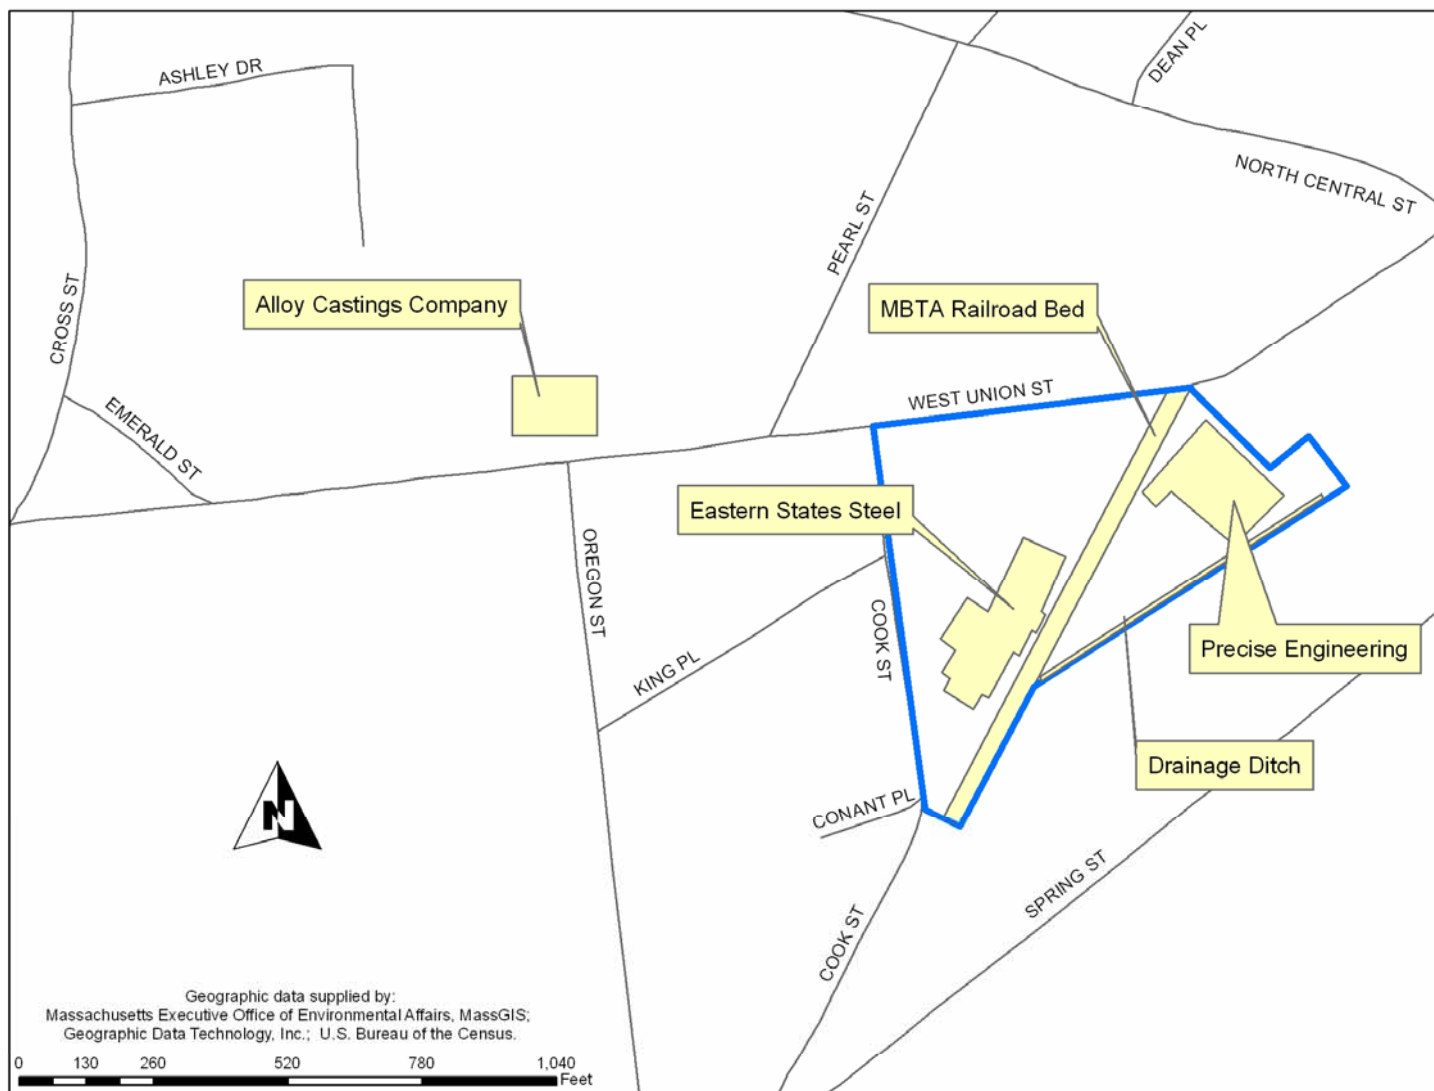 ASHLEY DR
DEAN PL
NORTH CENTRAL ST
PEARL ST
CROSS ST
Alloy Castings Company
MBTA Railroad Bed
WEST UNION ST
EMERALD ST
Eastern States Steel
OREGON ST
COOK ST
KING PL
Precise Engineering
Drainage Ditch
CONANT PL
SPRING ST
COOK ST
N
Geographic data supplied by:
Massachusetts Executive Office of Environmental Affairs, MassGIS;
Geographic Data Technology, Inc.; U.S. Bureau of the Census.
0 130 260 520 780 1,040
Feet